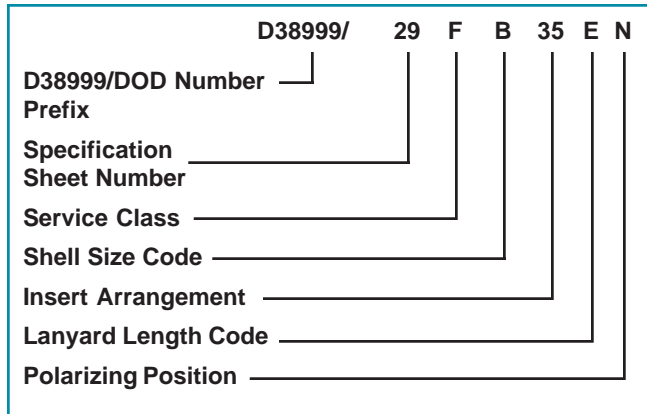 D38999/ 29 F B 35 E N
D38999/DOD Number
Prefix
Specification
Sheet Number
Service Class
Shell Size Code
Insert Arrangement
Lanyard Length Code
Polarizing Position